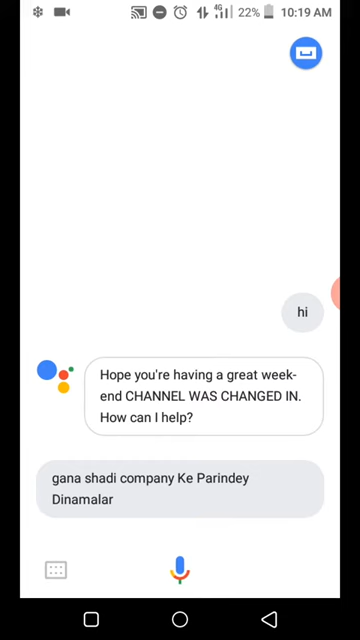 4G 22% 10:19 AM
hi
Hope you're having a great week-
end CHANNEL WAS CHANGED IN.
How can I help?
gana shadi company Ke Parindey
Dinamalar